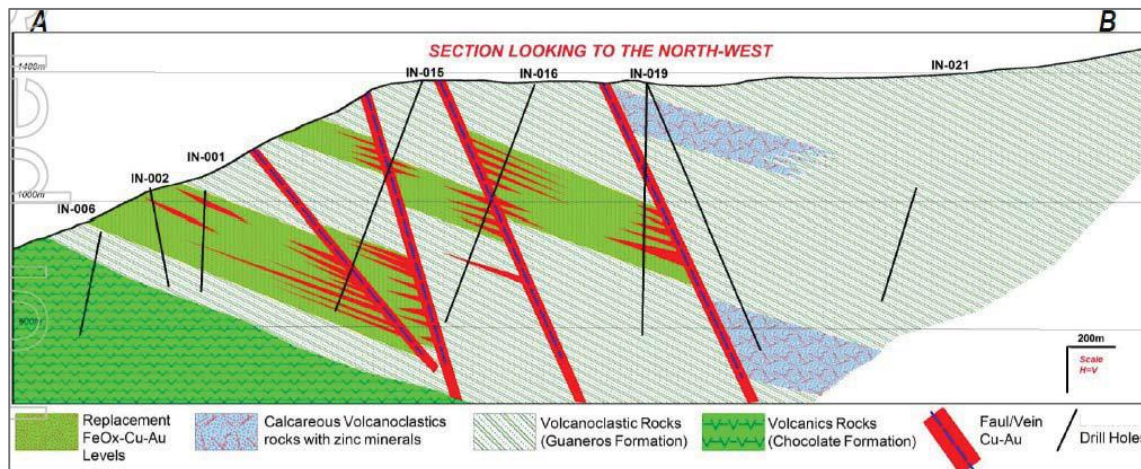 A
B
SECTION LOOKING TO THE NORTH-WEST
1400m
IN-015
IN-016
IN-019
IN-021
IN-001
IN-002
1000m
IN-006
200m
Scale
H=V
Replacement
FeOx-Cu-Au
Levels
Calcareous Volcanoclastics
rocks with zinc minerals
Volcanoclastic Rocks
(Guaneros Formation)
Volcanics Rocks
(Chocolate Formation)
Faul/Vein
Cu-Au
Drill Holes